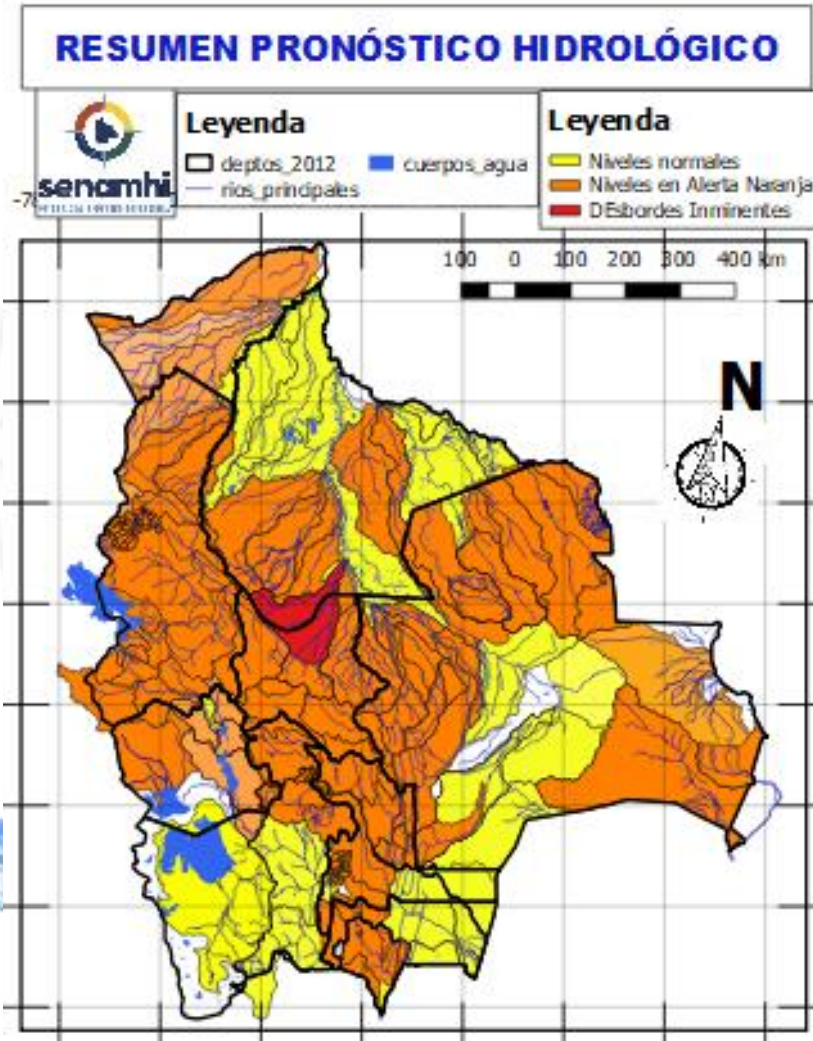 RESUMEN PRONÓSTICO HIDROLÓGICO
senamhi
Leyenda
deptos_2012
cuerpos_agua
rios_principales
Leyenda
Niveles normales
Niveles en Alerta Naranja
DEsbordes Inminentes
100 0 100 200 300 400 km
N